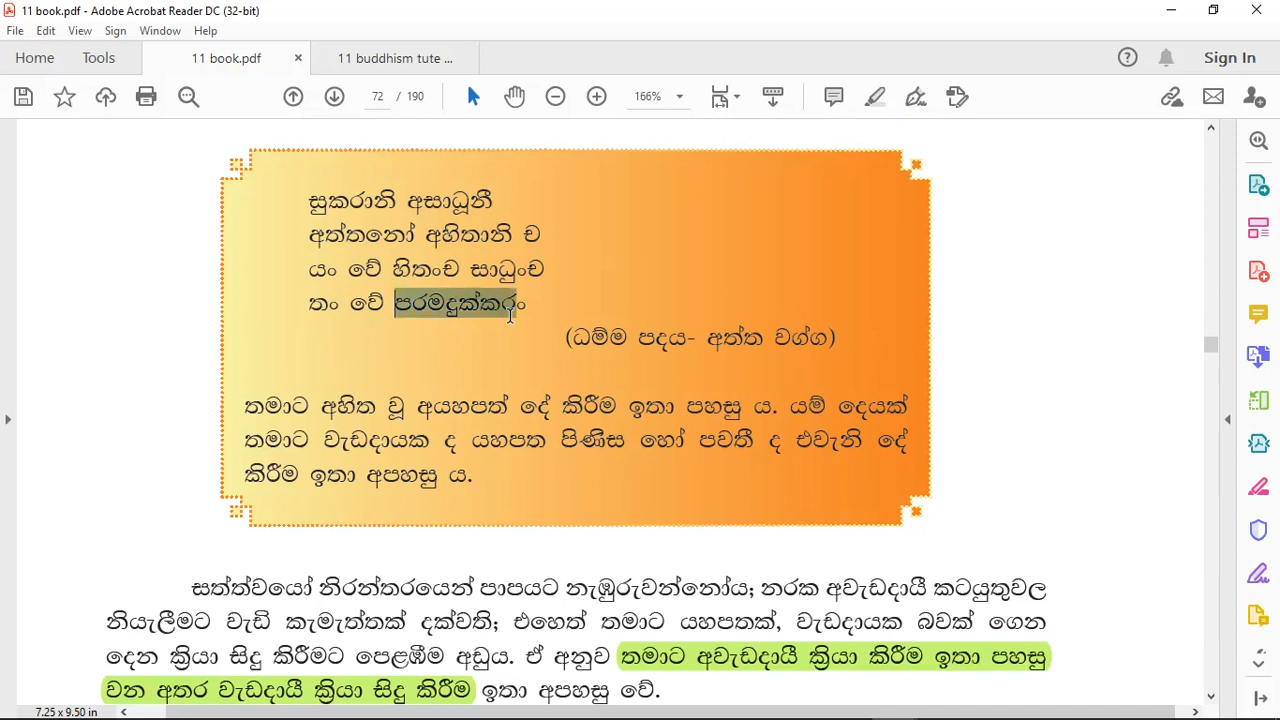 11 book.pdf - Adobe Acrobat Reader DC (32-bit)
File Edit View Sign Window Help
Home Tools 11 book.pdf × 11 buddhism tute ... Sign In
72 / 190 166%
සුකරානි අසාධූනී
අත්තනෝ අහිතානි ච
යං වේ හිතංච සාධුංච
තං වේ පරමදුක්කරං
(ධම්ම පදය- අත්ත වග්ග)
තමාට අහිත වූ අයහපත් දේ කිරීම ඉතා පහසු ය. යම් දෙයක්
තමාට වැඩදායක ද යහපත පිණිස හෝ පවතී ද එවැනි දේ
කිරීම ඉතා අපහසු ය.
සත්ත්වයෝ නිරන්තරයෙන් පාපයට නැඹුරුවන්නෝය; නරක අවැඩදායී කටයුතුවල
නියැලීමට වැඩි කැමැත්තක් දක්වති; එහෙත් තමාට යහපතක්, වැඩදායක බවක් ගෙන
දෙන ක්‍රියා සිදු කිරීමට පෙළඹීම අඩුය. ඒ අනුව තමාට අවැඩදායී ක්‍රියා කිරීම ඉතා පහසු
වන අතර වැඩදායී ක්‍රියා සිදු කිරීම ඉතා අපහසු වේ.
7.25 x 9.50 in